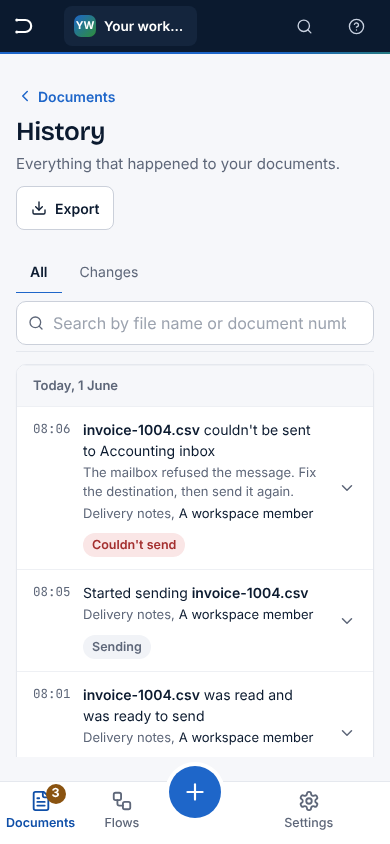 YW Your work...
Documents
History
Everything that happened to your documents.
Export
All Changes
Search by file name or document numb
Today, 1 June
08:06 invoice-1004.csv couldn't be sent
to Accounting inbox
The mailbox refused the message. Fix
the destination, then send it again.
Delivery notes, A workspace member
Couldn't send
08:05 Started sending invoice-1004.csv
Delivery notes, A workspace member
Sending
08:01 invoice-1004.csv was read and
was ready to send
Delivery notes, A workspace member
3
Documents Flows Settings